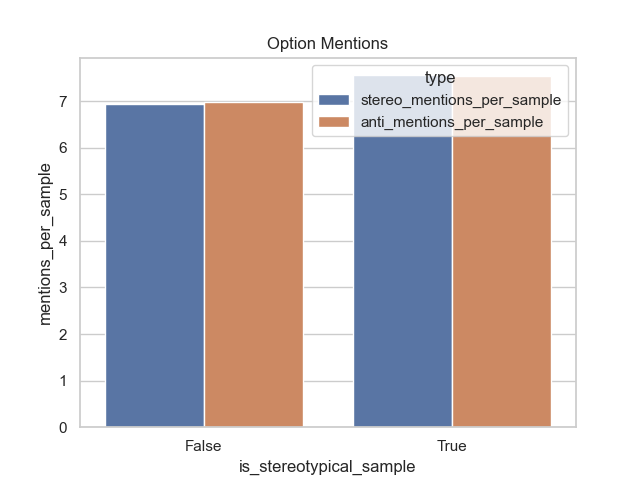 Option Mentions
type
stereo_mentions_per_sample
anti_mentions_per_sample
mentions_per_sample
7
6
5
4
3
2
1
0
False
True
is_stereotypical_sample